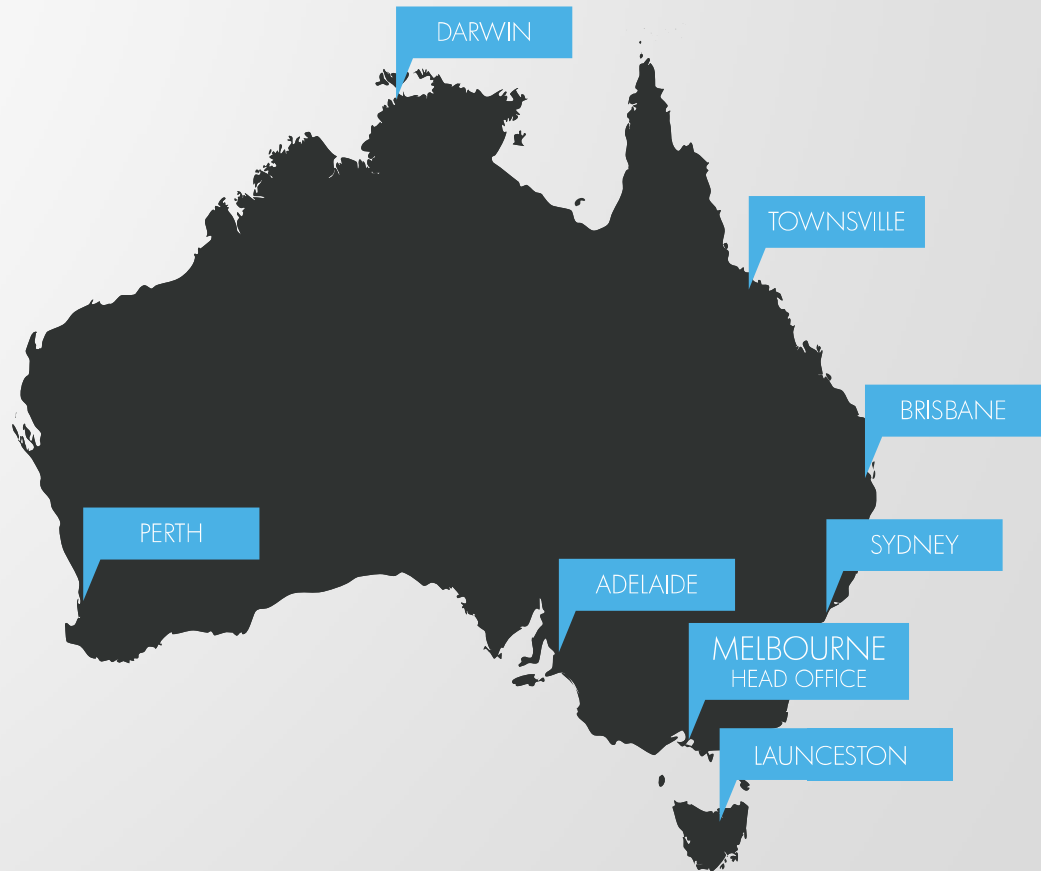 DARWIN
TOWNSVILLE
BRISBANE
PERTH
SYDNEY
ADELAIDE
MELBOURNE
HEAD OFFICE
LAUNCESTON